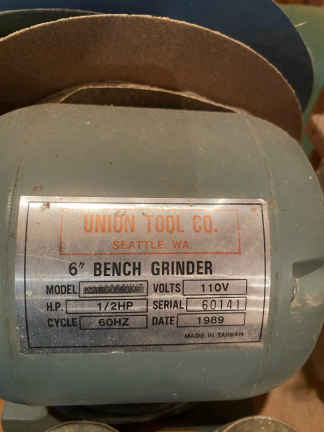 UNION TOOL CO.
SEATTLE, WA.
6" BENCH GRINDER
MODEL VOLTS 110V
H.P. 1/2HP SERIAL 60141
CYCLE 60HZ DATE 1989
MADE IN TAIWAN